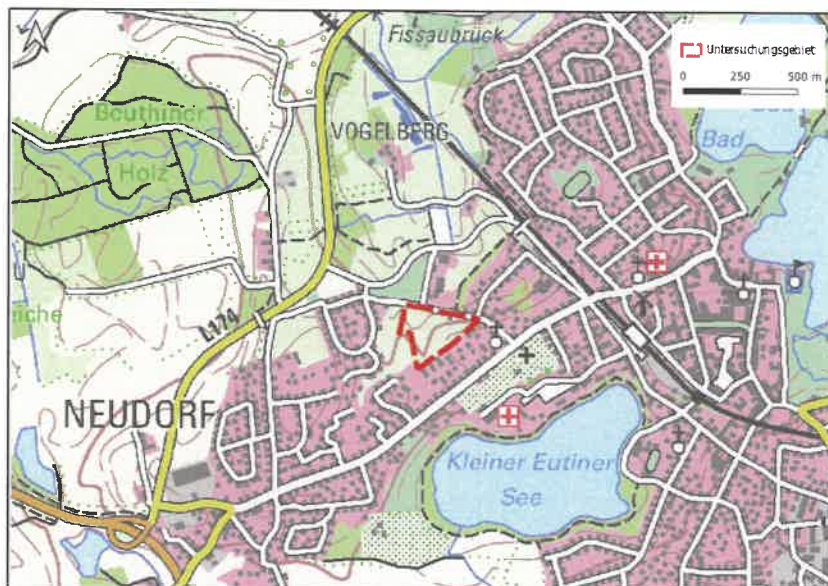 Fissaubrück
Untersuchungsgebiet
0 250 500 m
Beuthiner
Holz
VOGELBERG
Bad
L174
NEUDORF
Kleiner Eutiner
See